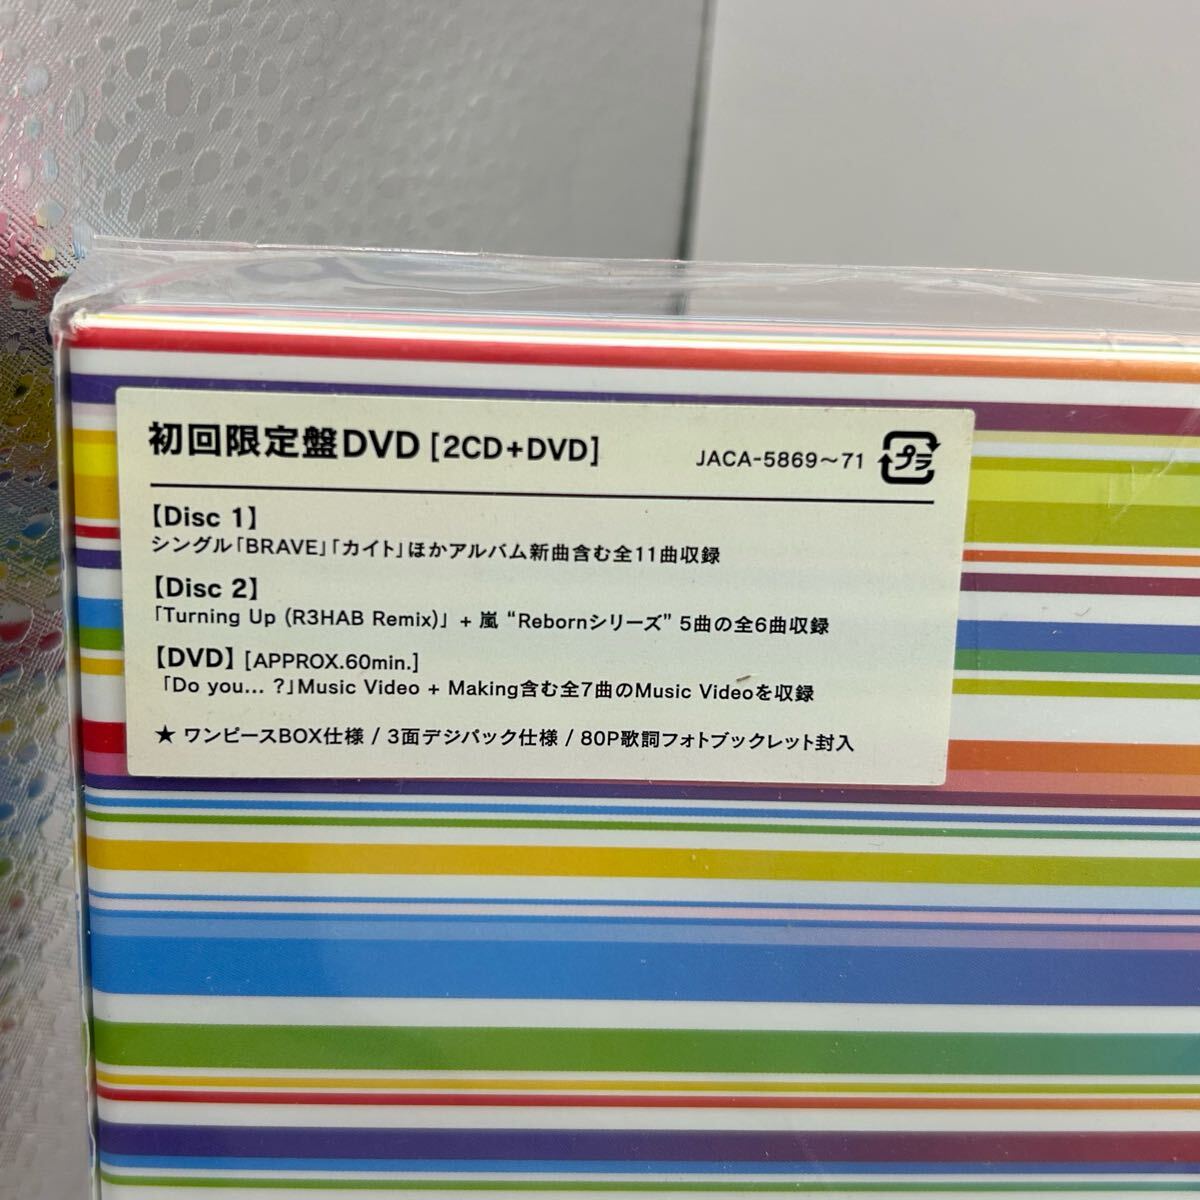 初回限定盤DVD [2CD+DVD]
JACA-5869〜71
プラ
【Disc 1】
シングル「BRAVE」「カイト」ほかアルバム新曲含む全11曲収録
【Disc 2】
「Turning Up (R3HAB Remix)」 + 嵐 “Rebornシリーズ” 5曲の全6曲収録
【DVD】 [APPROX.60min.]
「Do you... ?」Music Video + Making含む全7曲のMusic Videoを収録
★ ワンピースBOX仕様 / 3面デジパック仕様 / 80P歌詞フォトブックレット封入